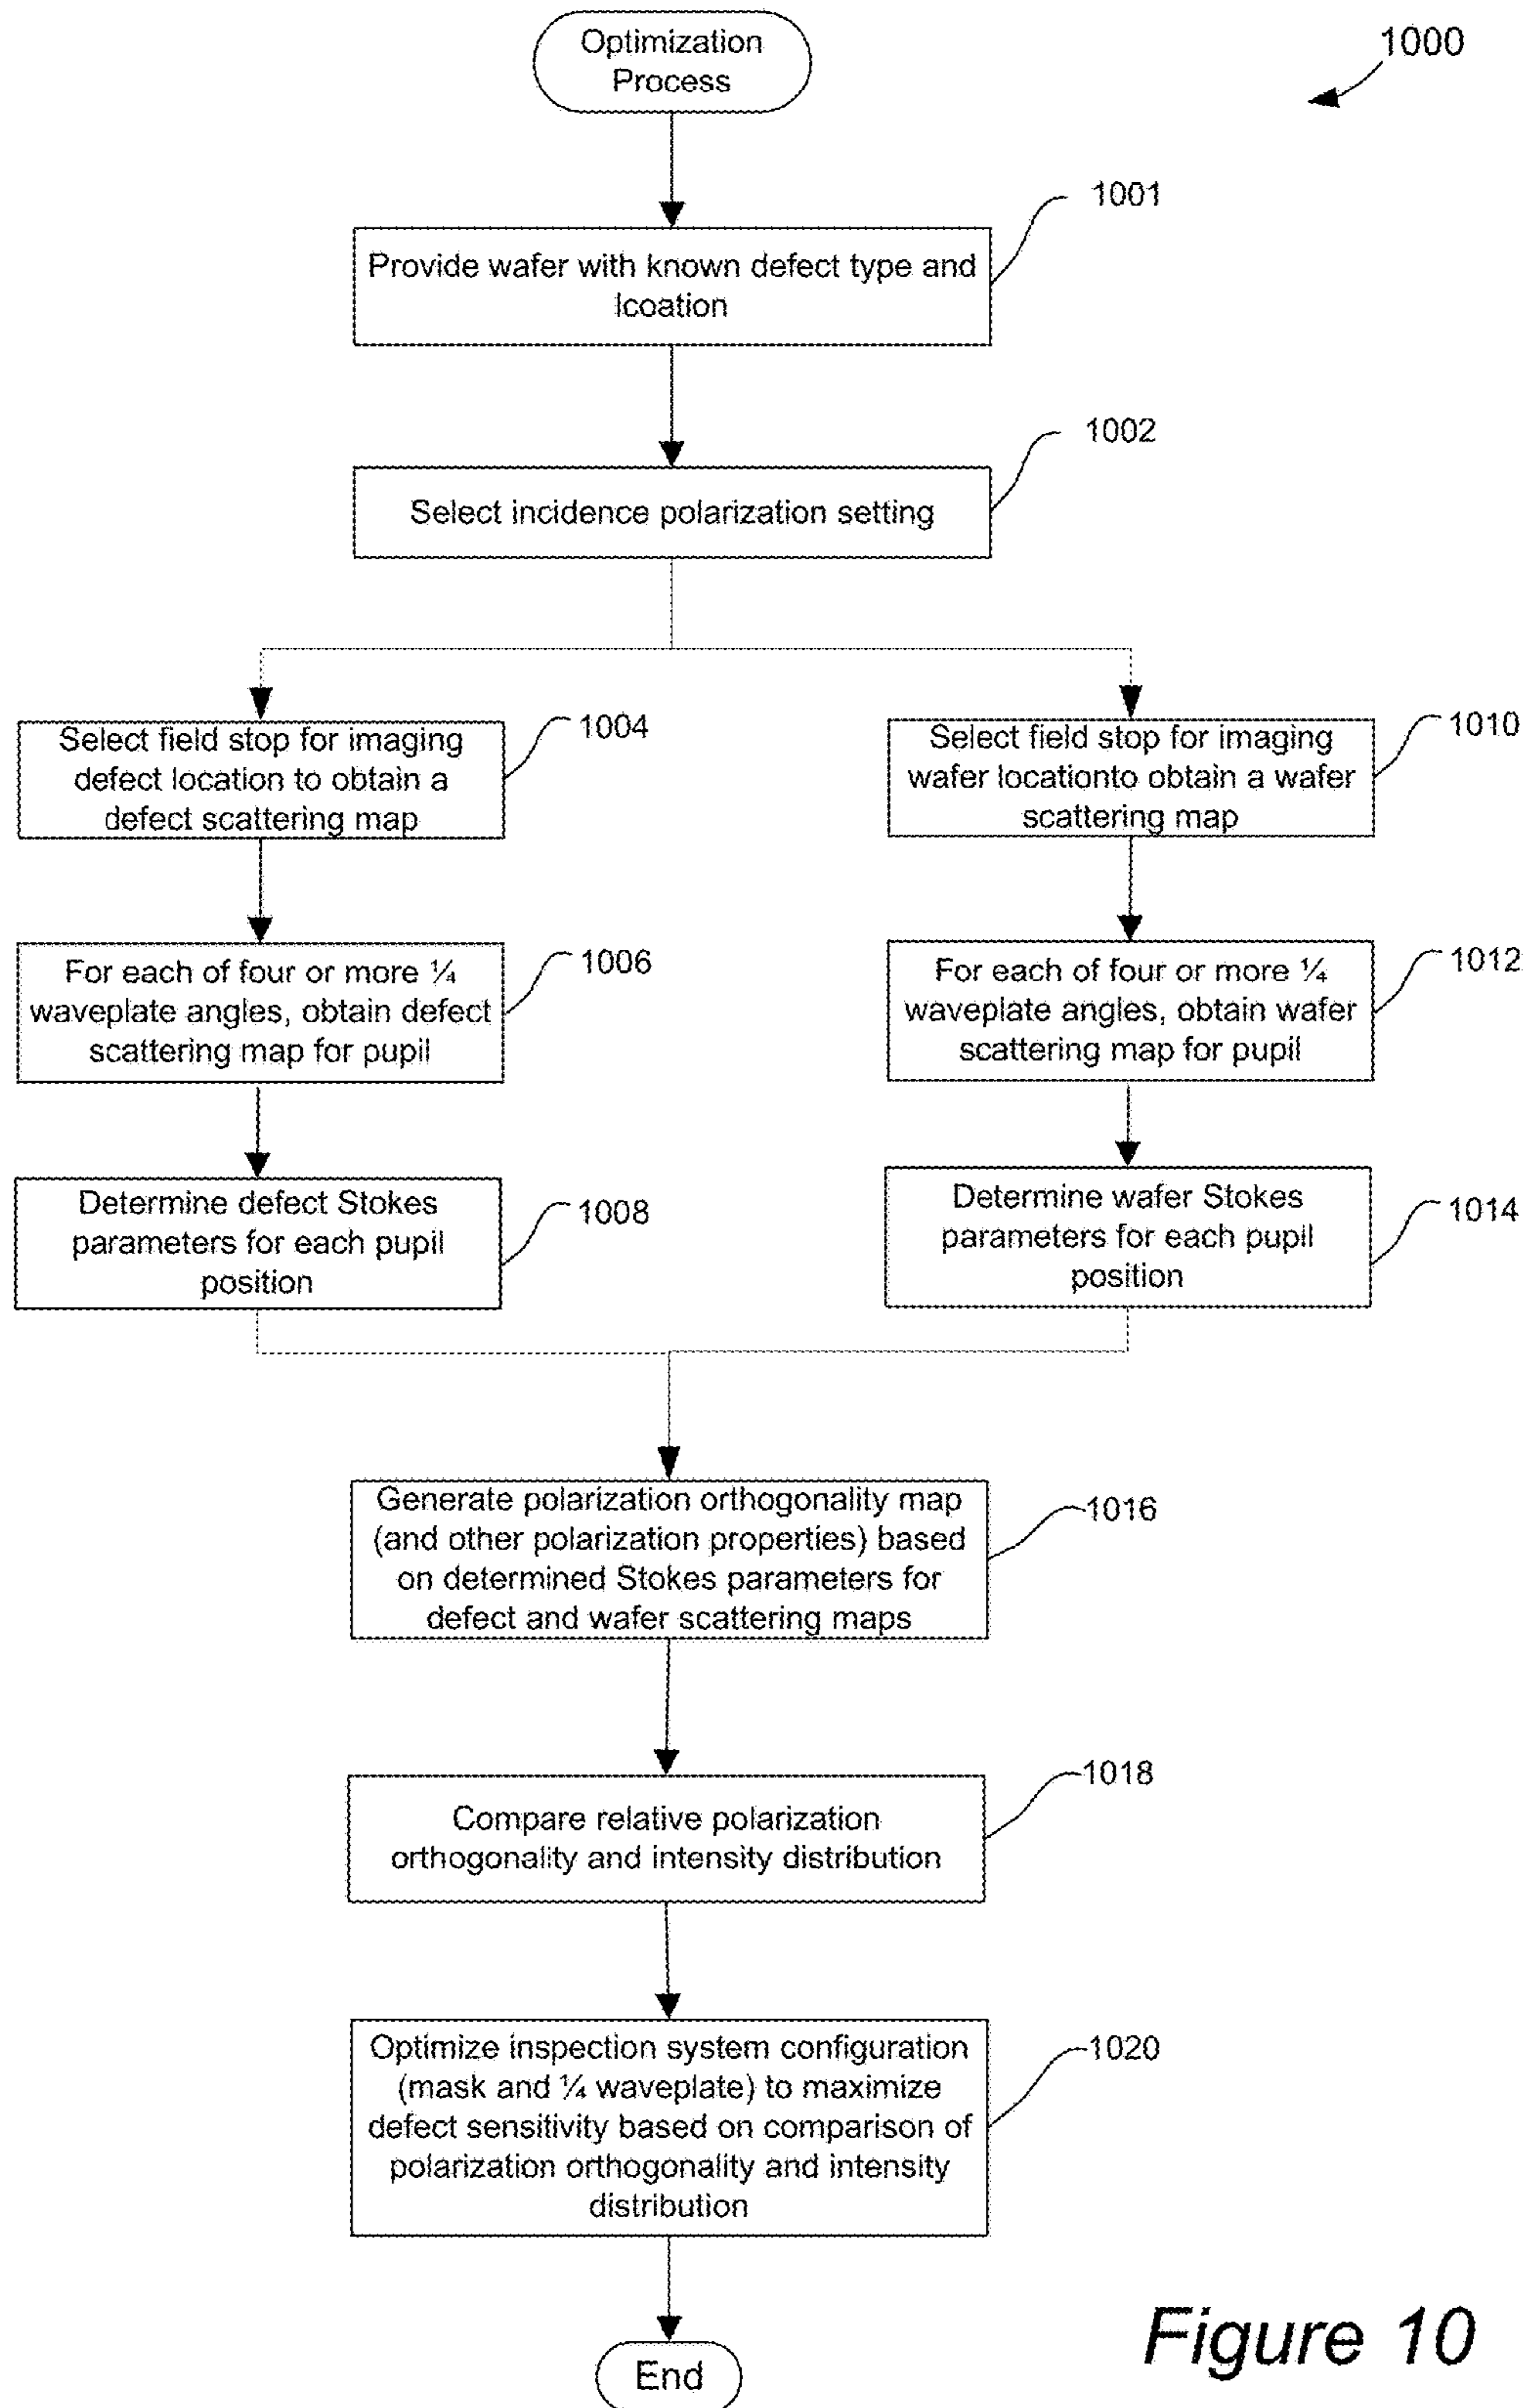 Optimization
Process
1000
1001
Provide wafer with known defect type and
lcoation
1002
Select incidence polarization setting
Select field stop for imaging
defect location to obtain a
defect scattering map
1004
Select field stop for imaging
wafer locationto obtain a wafer
scattering map
1010
For each of four or more ¼
waveplate angles, obtain defect
scattering map for pupil
1006
For each of four or more ¼
waveplate angles, obtain wafer
scattering map for pupil
1012
Determine defect Stokes
parameters for each pupil
position
1008
Determine wafer Stokes
parameters for each pupil
position
1014
Generate polarization orthogonality map
(and other polarization properties) based
on determined Stokes parameters for
defect and wafer scattering maps
1016
Compare relative polarization
orthogonality and intensity distribution
1018
Optimize inspection system configuration
(mask and ¼ waveplate) to maximize
defect sensitivity based on comparison of
polarization orthogonality and intensity
distribution
1020
End
Figure 10